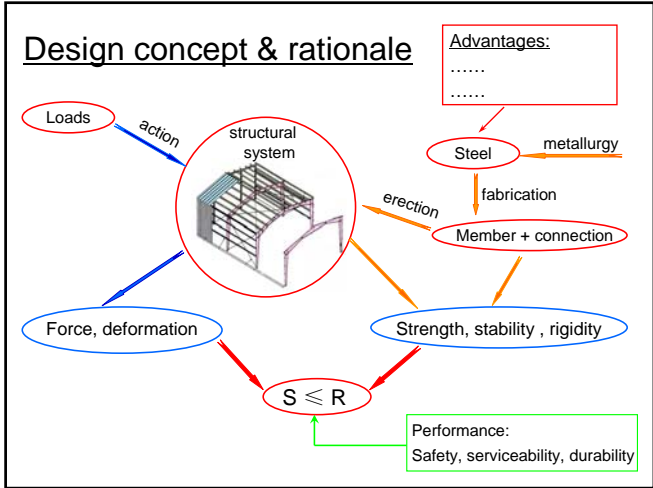 Design concept & rationale
Advantages:
……
……
Loads
action
structural
system
Steel
metallurgy
fabrication
erection
Member + connection
Force, deformation
Strength, stability , rigidity
S ≤ R
Performance:
Safety, serviceability, durability